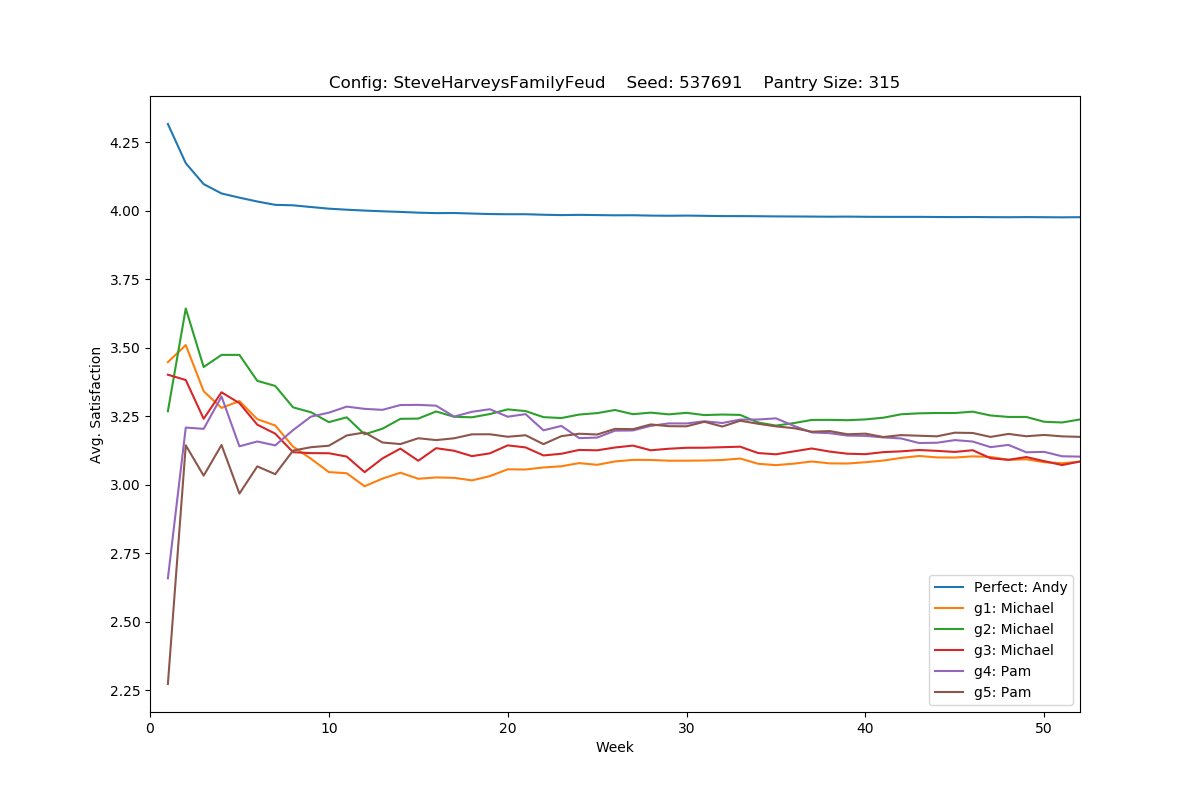 Config: SteveHarveysFamilyFeud    Seed: 537691    Pantry Size: 315
Avg. Satisfaction
4.25
4.00
3.75
3.50
3.25
3.00
2.75
2.50
2.25
Perfect: Andy
g1: Michael
g2: Michael
g3: Michael
g4: Pam
g5: Pam
0 10 20 30 40 50
Week